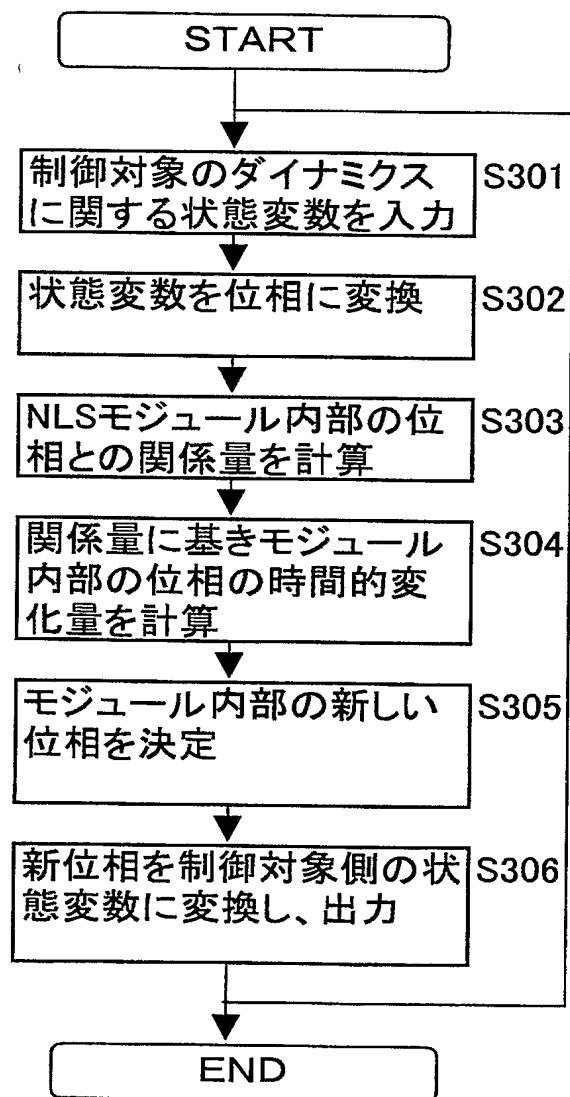 START
制御対象のダイナミクス S301
に関する状態変数を入力
状態変数を位相に変換 S302
NLSモジュール内部の位 S303
相との関係量を計算
関係量に基きモジュール S304
内部の位相の時間的変
化量を計算
モジュール内部の新しい S305
位相を決定
新位相を制御対象側の状 S306
態変数に変換し、出力
END